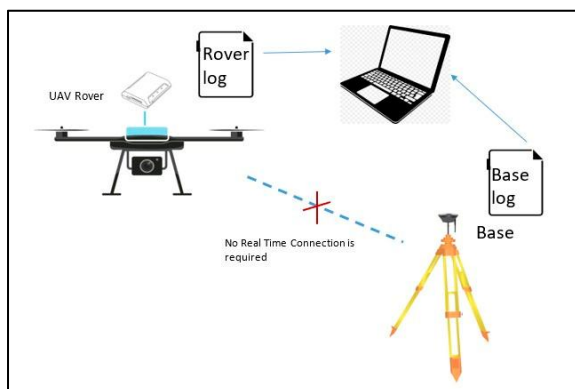 Rover
log
UAV Rover
Base
log
Base
No Real Time Connection is
required